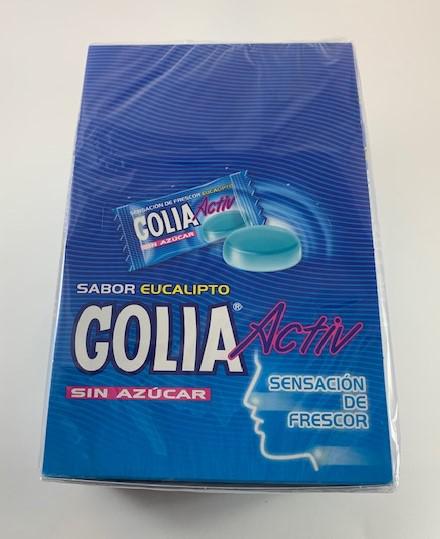 SENSACIÓN DE FRESCOR EUCALIPTO
GOLIA Activ
SIN AZÚCAR
SABOR EUCALIPTO
GOLIA® Activ
SIN AZÚCAR
SENSACIÓN
DE
FRESCOR